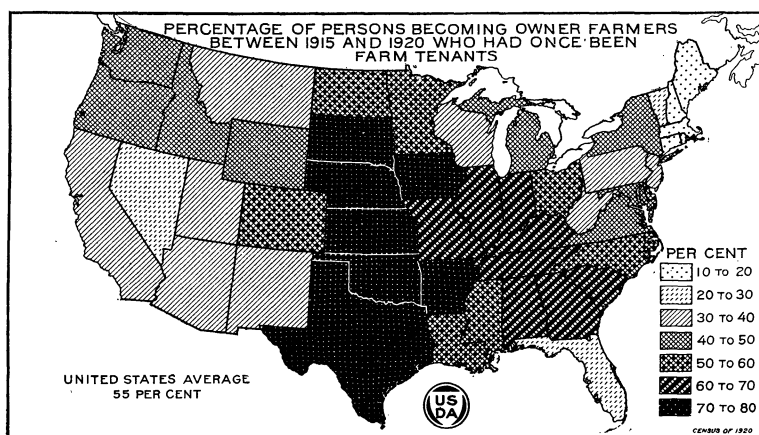 PERCENTAGE OF PERSONS BECOMING OWNER FARMERS
BETWEEN 1915 AND 1920 WHO HAD ONCE BEEN
FARM TENANTS
PER CENT
10 TO 20
20 TO 30
30 TO 40
40 TO 50
50 TO 60
60 TO 70
70 TO 80
UNITED STATES AVERAGE
55 PER CENT
US
DA
CENSUS OF 1920